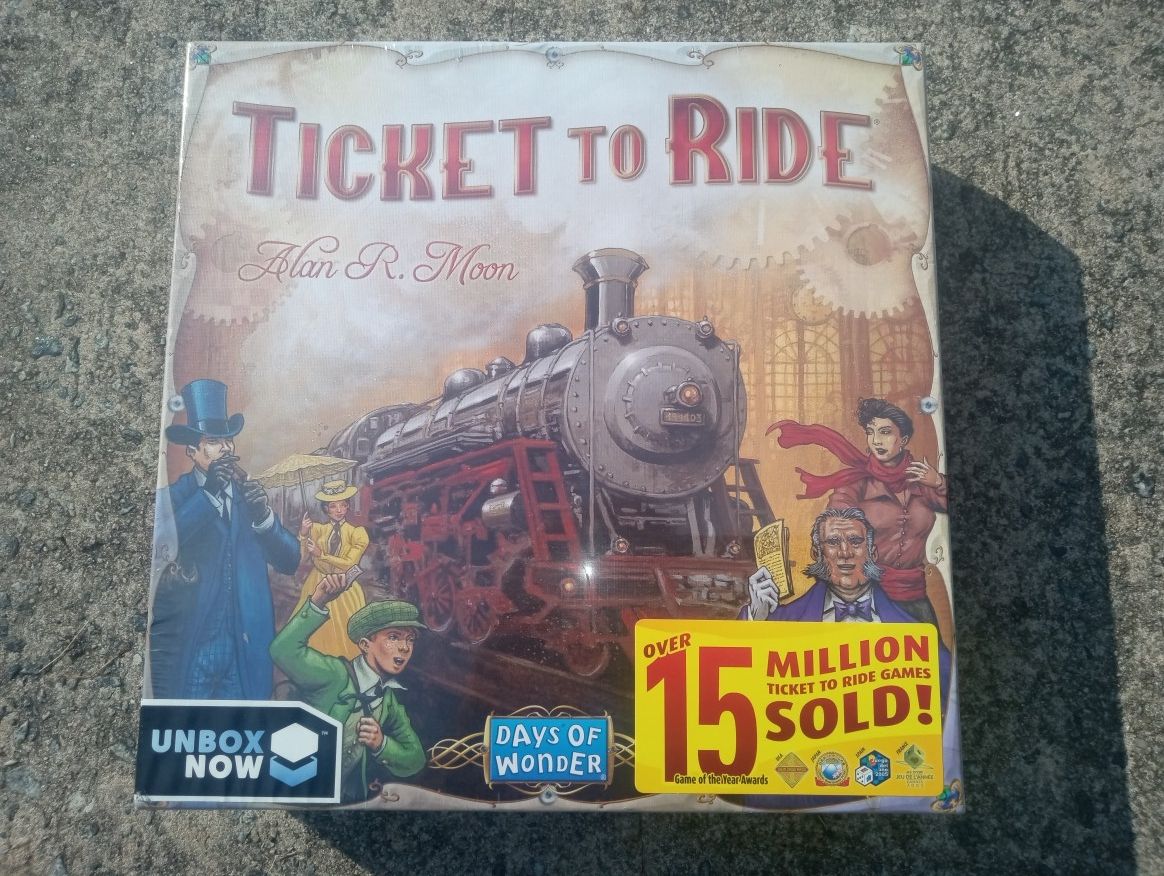 TICKET TO RIDE®
Alan R. Moon
OVER
15
MILLION
TICKET TO RIDE GAMES
SOLD!
Game of the Year Awards
UNBOX
NOW™
DAYS OF
WONDER